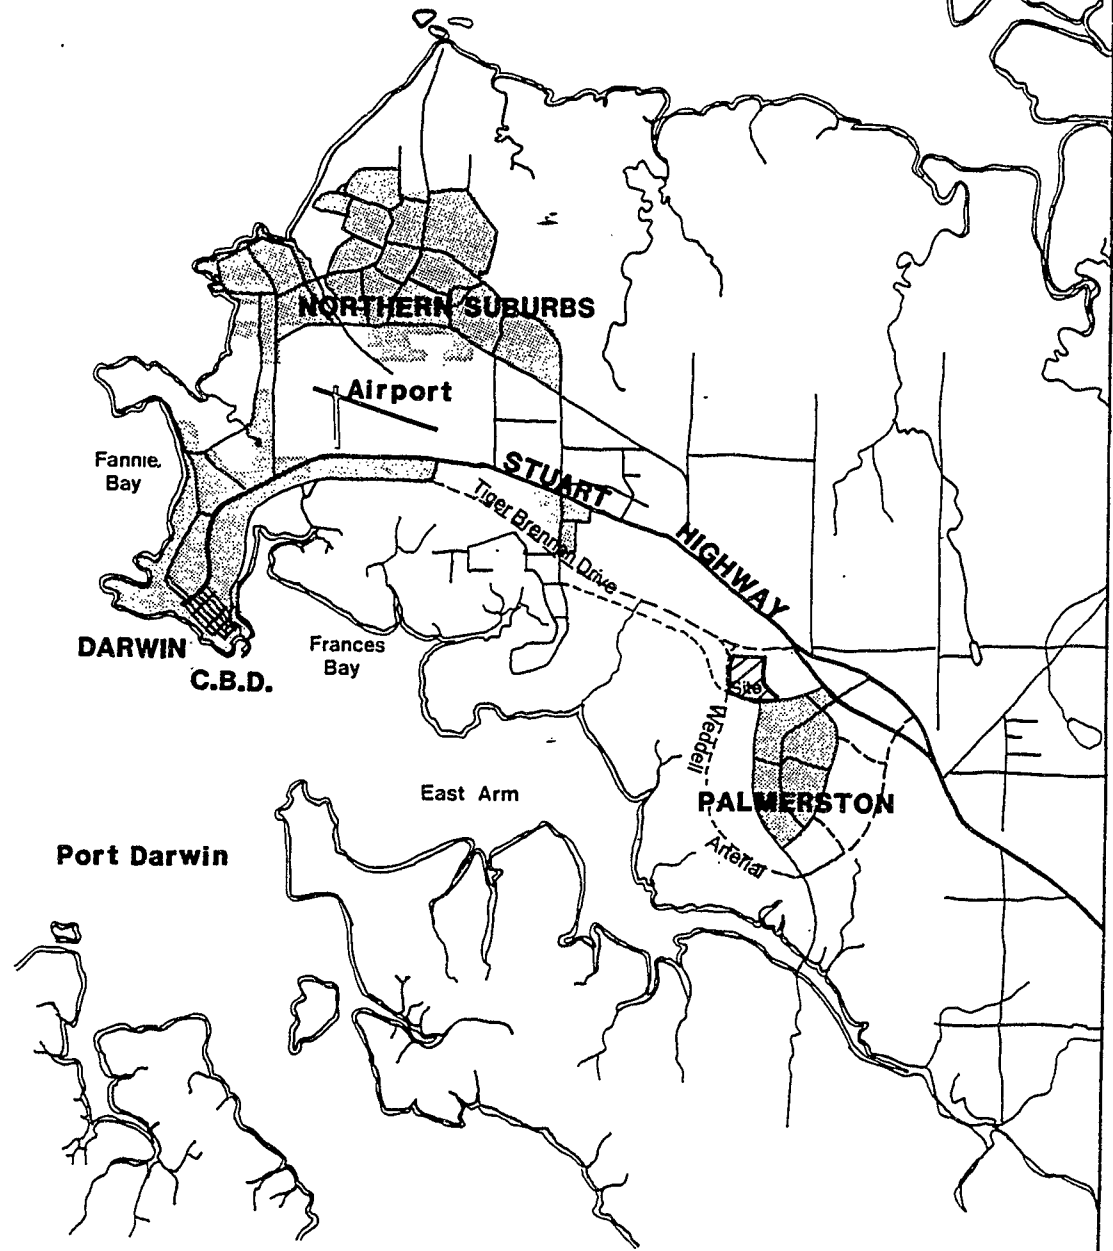 NORTHERN SUBURBS
Airport
Fannie
Bay
STUART
HIGHWAY
Tiger Brennan Drive
DARWIN
C.B.D.
Frances
Bay
Site
Weddell
East Arm
PALMERSTON
Arterial
Port Darwin